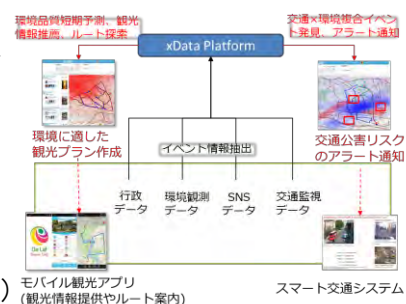 環境品質短期予測、観光
情報推薦、ルート探索
xData Platform
交通×環境複合イベン
ト発見、アラート通知
環境に適した
観光プラン作成
イベント情報抽出
交通公害リスク
のアラート通知
行政
データ
環境観測
データ
SNS
データ
交通監視
データ
)
モバイル観光アプリ
(観光情報提供やルート案内)
スマート交通システム